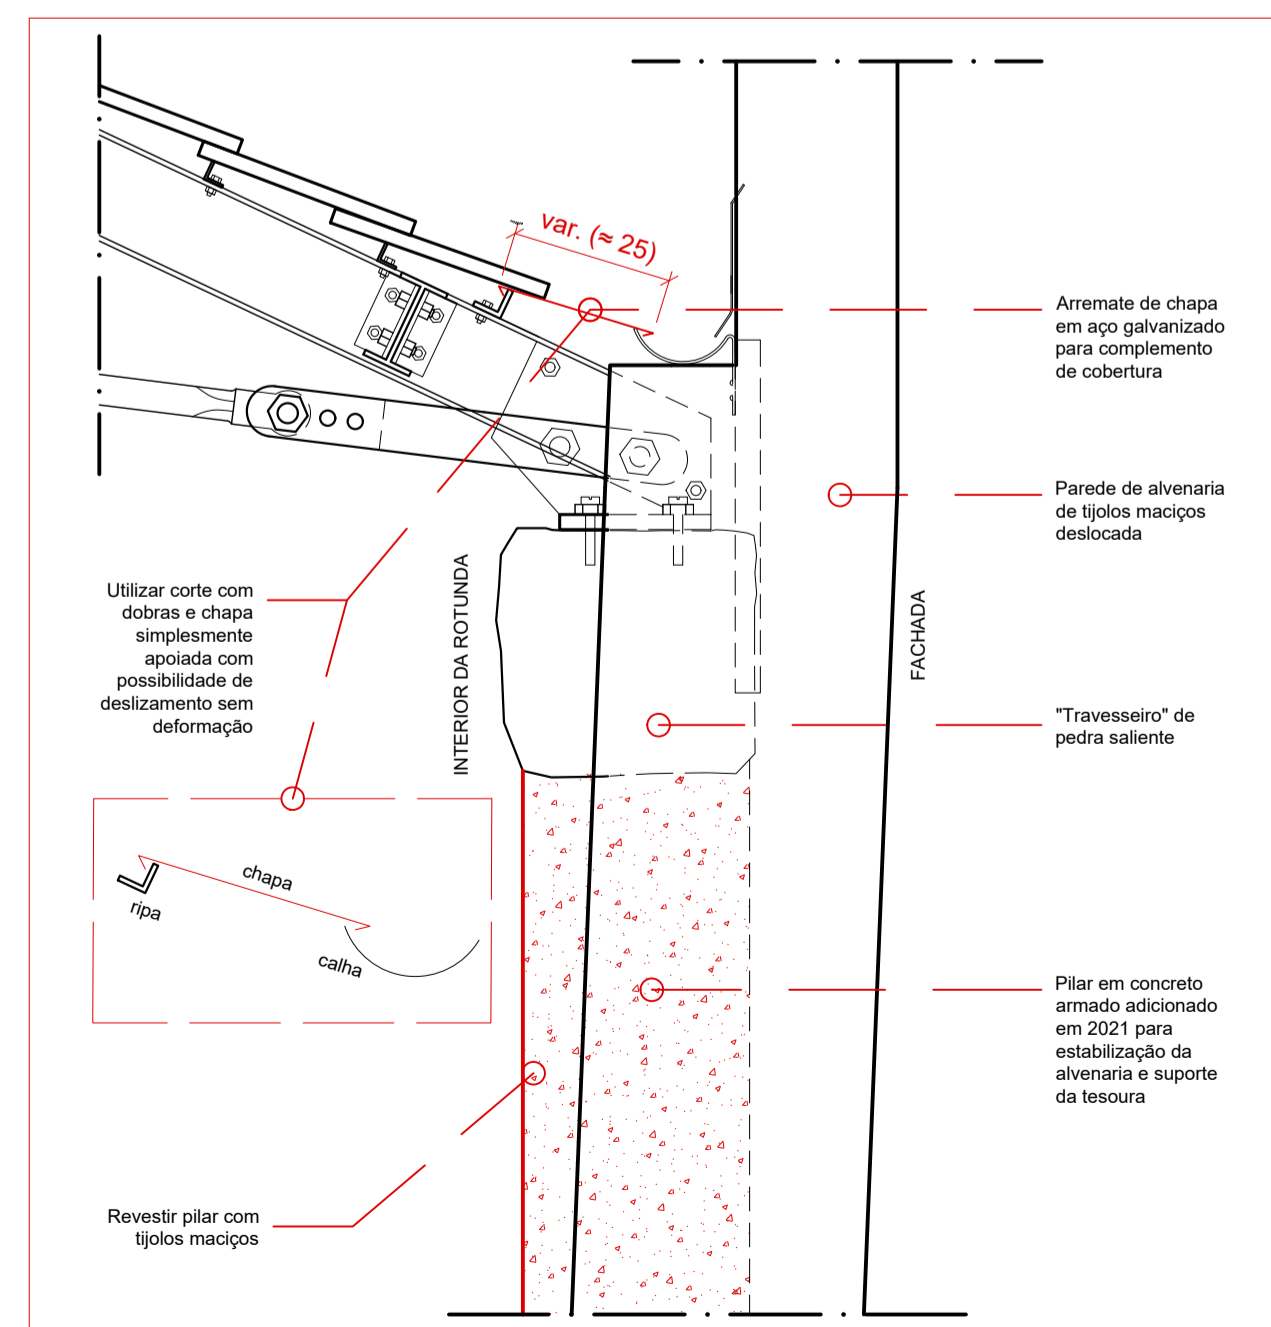 var. (≈ 25)
Arremate de chapa
em aço galvanizado
para complemento
de cobertura
Parede de alvenaria
de tijolos maciços
deslocada
Utilizar corte com
dobras e chapa
simplesmente
apoiada com
possibilidade de
deslizamento sem
deformação
INTERIOR DA ROTUNDA
FACHADA
"Travesseiro" de
pedra saliente
chapa
ripa
calha
Pilar em concreto
armado adicionado
em 2021 para
estabilização da
alvenaria e suporte
da tesoura
Revestir pilar com
tijolos maciços